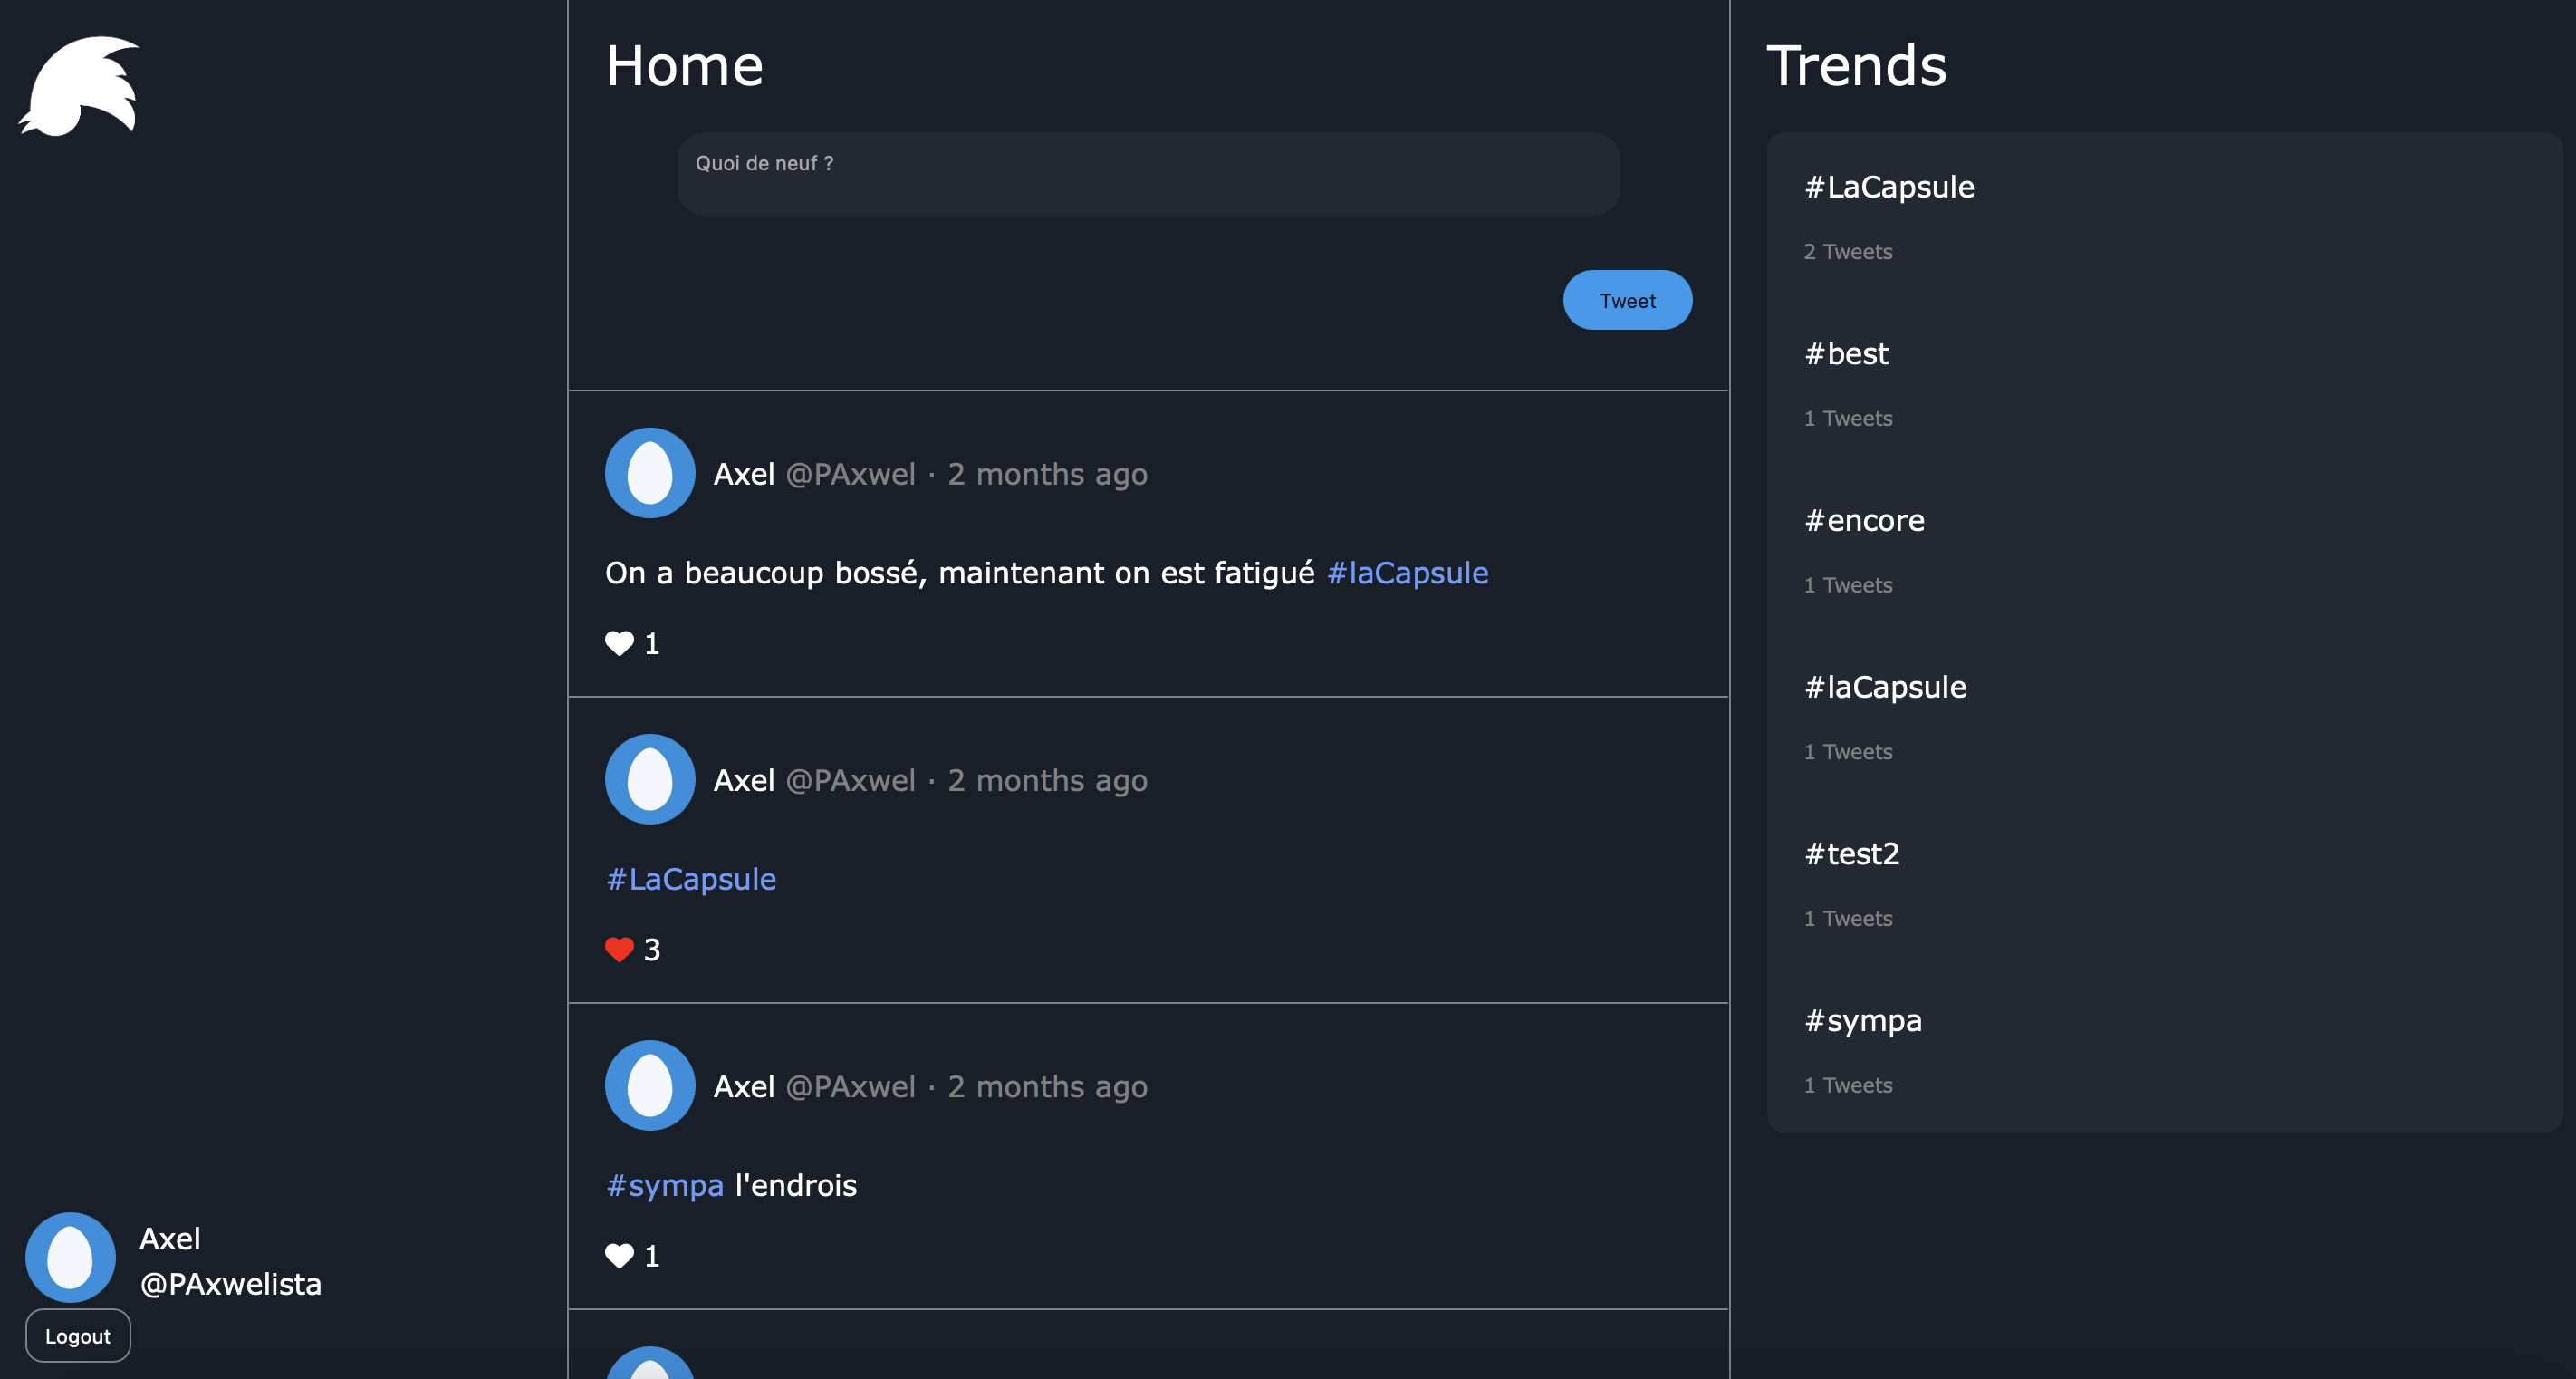 Home
Quoi de neuf ?
Tweet
Axel @PAxwel · 2 months ago
On a beaucoup bossé, maintenant on est fatigué #laCapsule
1
Axel @PAxwel · 2 months ago
#LaCapsule
3
Axel @PAxwel · 2 months ago
#sympa l'endrois
1
Axel
@PAxwelista
Logout
Trends
#LaCapsule
2 Tweets
#best
1 Tweets
#encore
1 Tweets
#laCapsule
1 Tweets
#test2
1 Tweets
#sympa
1 Tweets